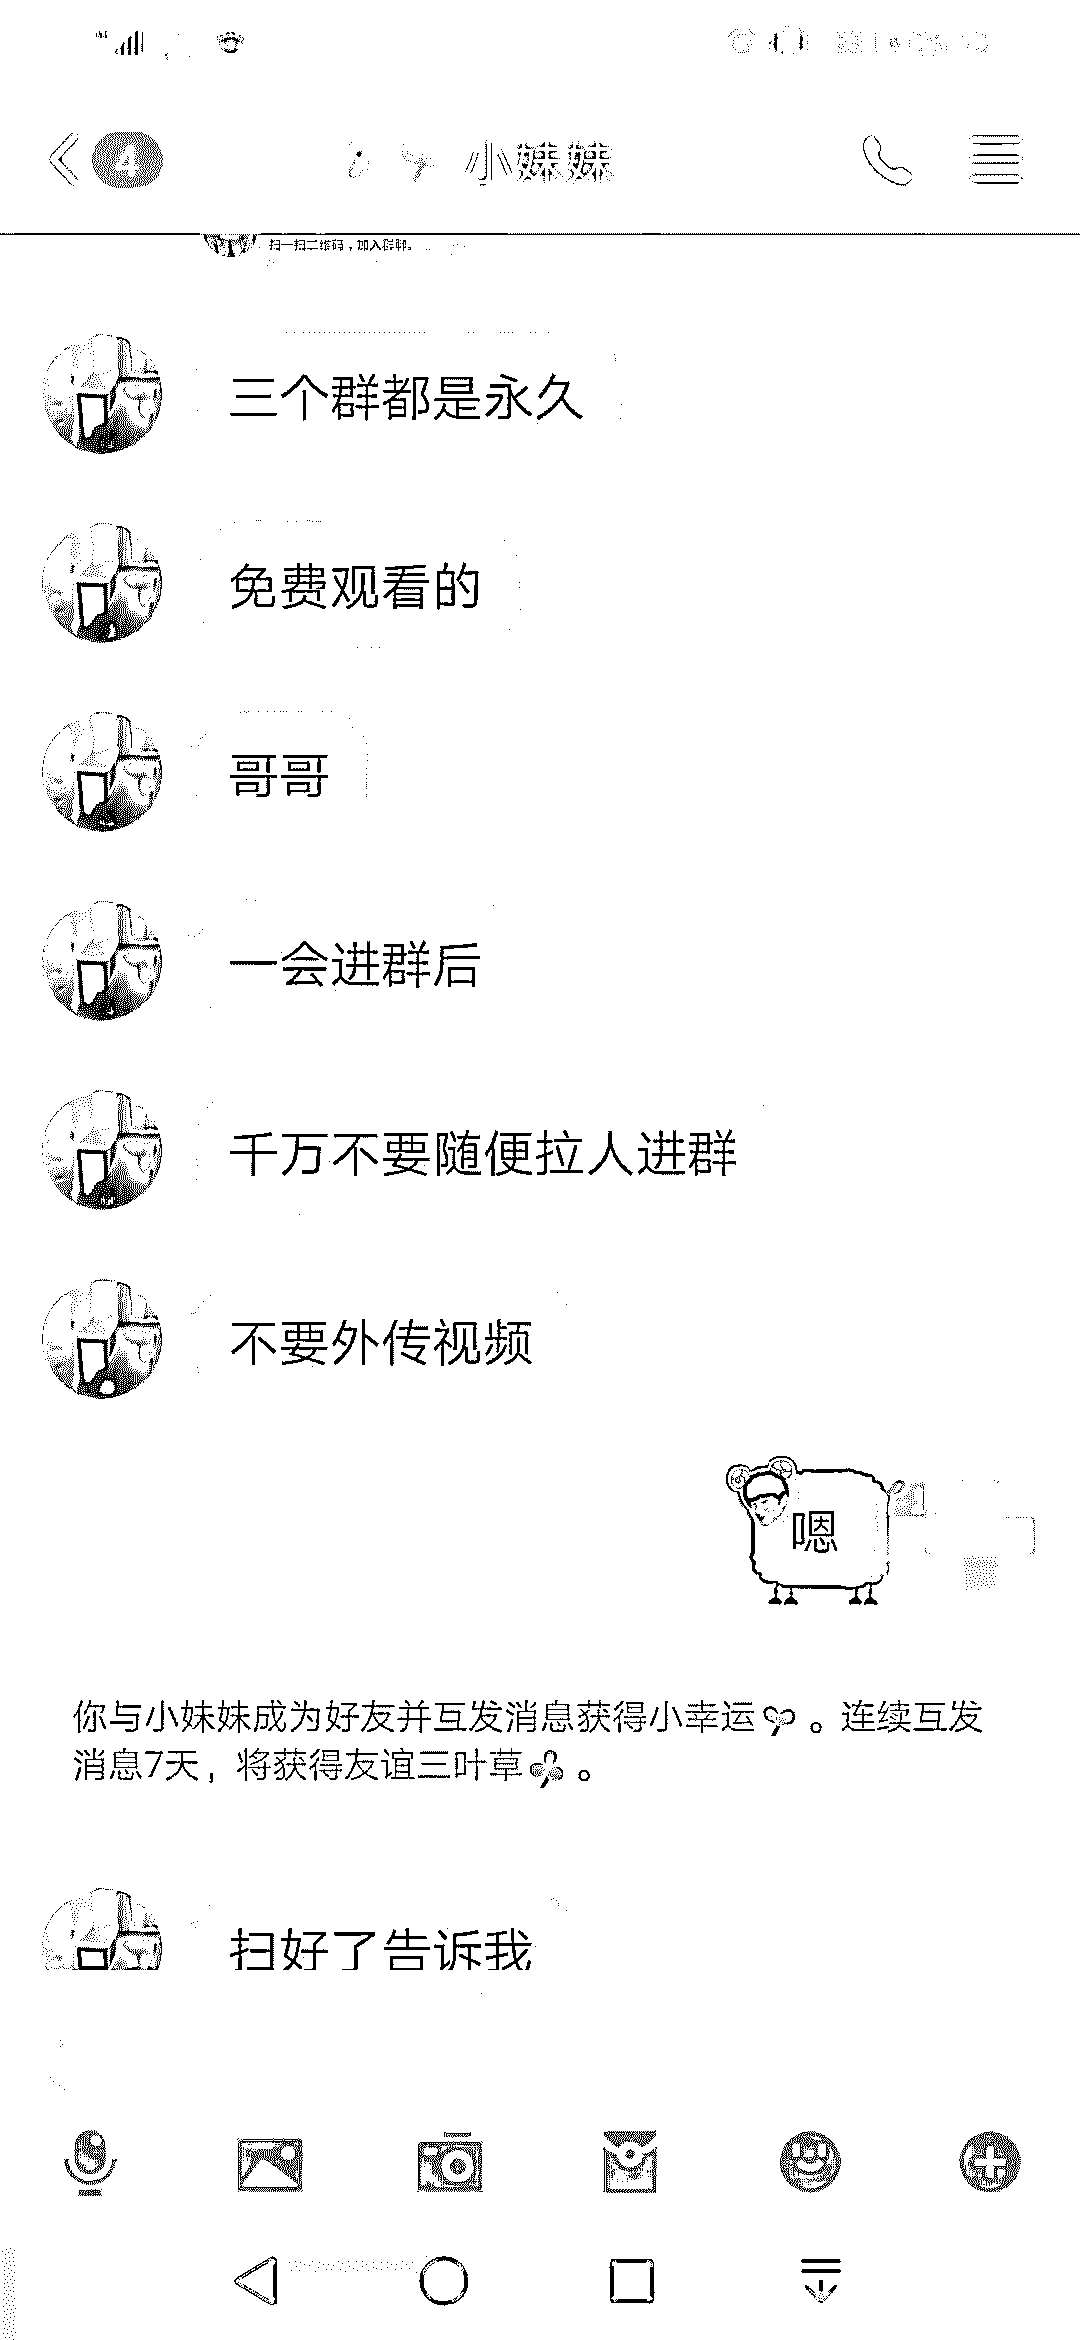 4
小妹妹
扫一扫二维码，加入群聊。
三个群都是永久
免费观看的
哥哥
一会进群后
千万不要随便拉人进群
不要外传视频
嗯
你与小妹妹成为好友并互发消息获得小幸运。连续互发
消息7天，将获得友谊三叶草。
扫好了告诉我